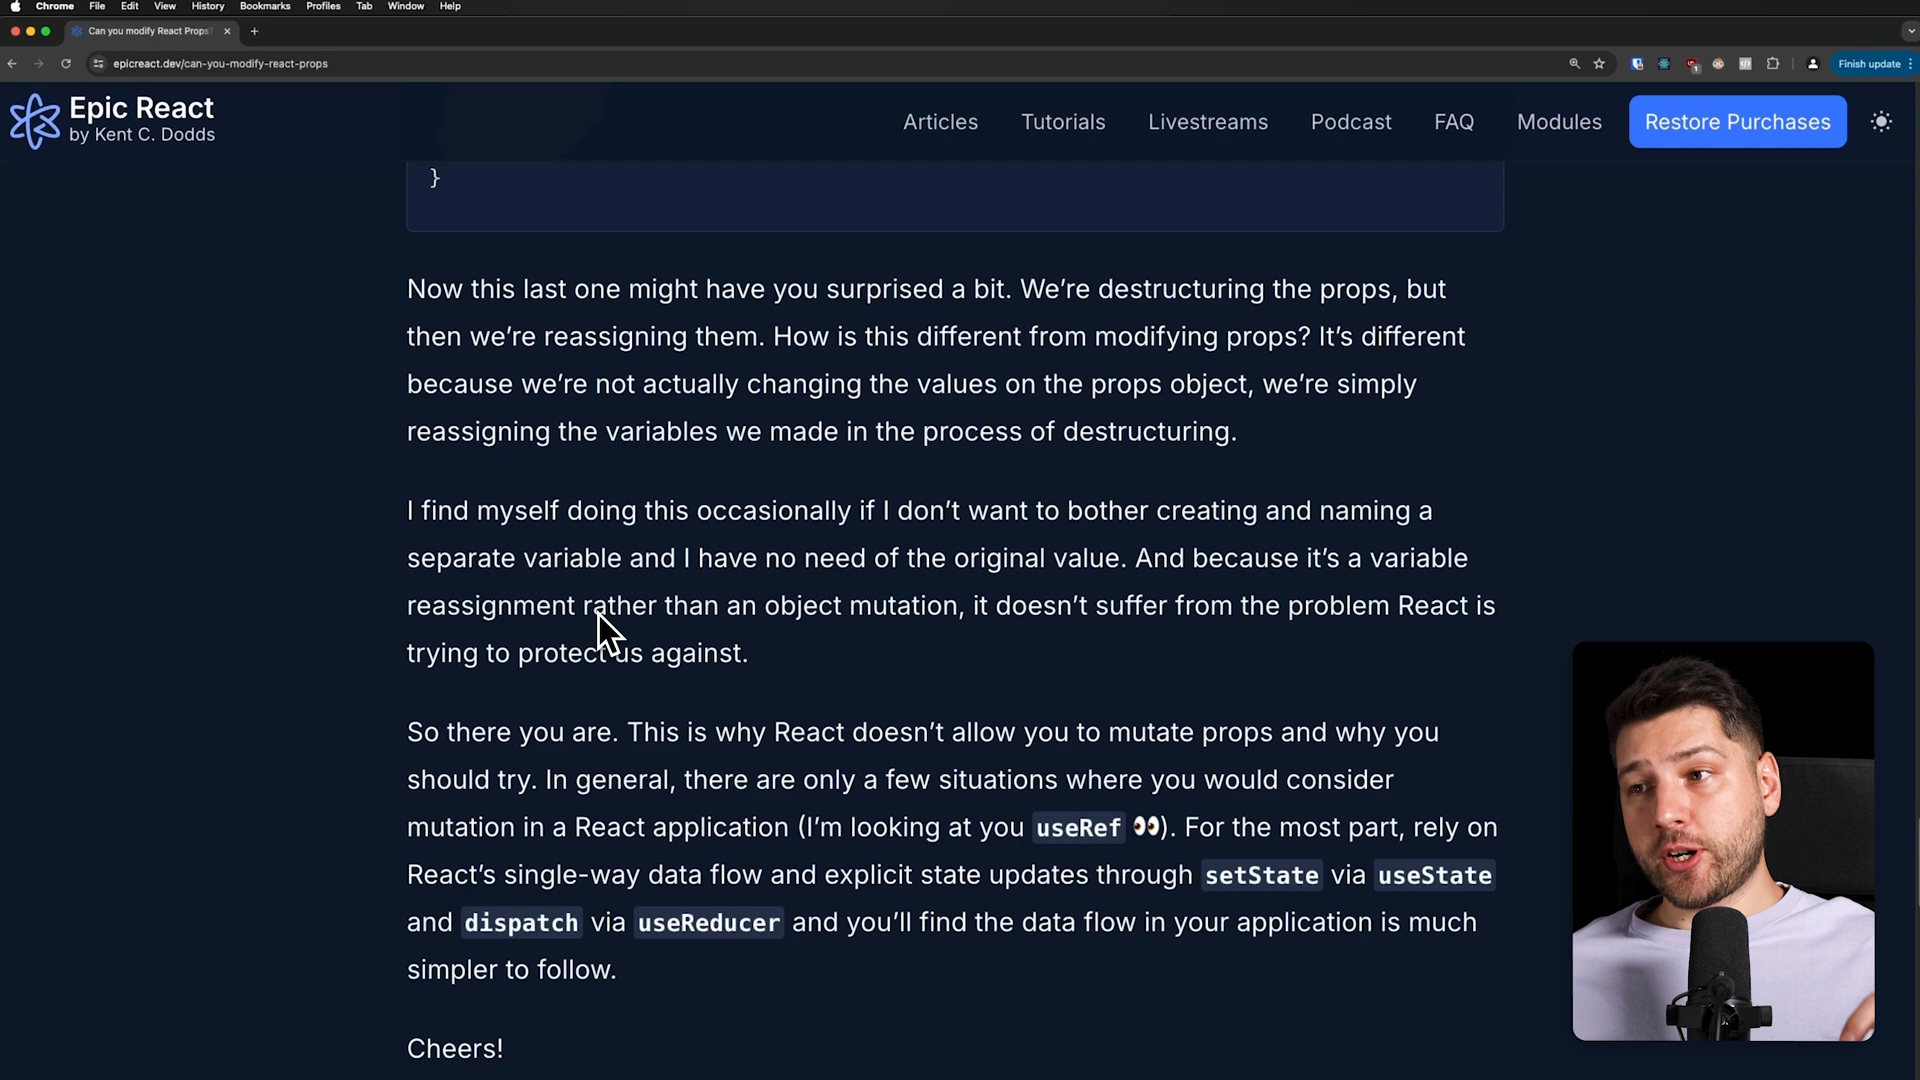 Chrome File Edit View History Bookmarks Profiles Tab Window Help
Can you modify React Props?
epicreact.dev/can-you-modify-react-props
Finish update
Epic React
by Kent C. Dodds
Articles Tutorials Livestreams Podcast FAQ Modules Restore Purchases
}
Now this last one might have you surprised a bit. We’re destructuring the props, but
then we’re reassigning them. How is this different from modifying props? It’s different
because we’re not actually changing the values on the props object, we’re simply
reassigning the variables we made in the process of destructuring.
I find myself doing this occasionally if I don’t want to bother creating and naming a
separate variable and I have no need of the original value. And because it’s a variable
reassignment rather than an object mutation, it doesn’t suffer from the problem React is
trying to protect us against.
So there you are. This is why React doesn’t allow you to mutate props and why you
should try. In general, there are only a few situations where you would consider
mutation in a React application (I’m looking at you useRef 👀). For the most part, rely on
React’s single-way data flow and explicit state updates through setState via useState
and dispatch via useReducer and you’ll find the data flow in your application is much
simpler to follow.
Cheers!